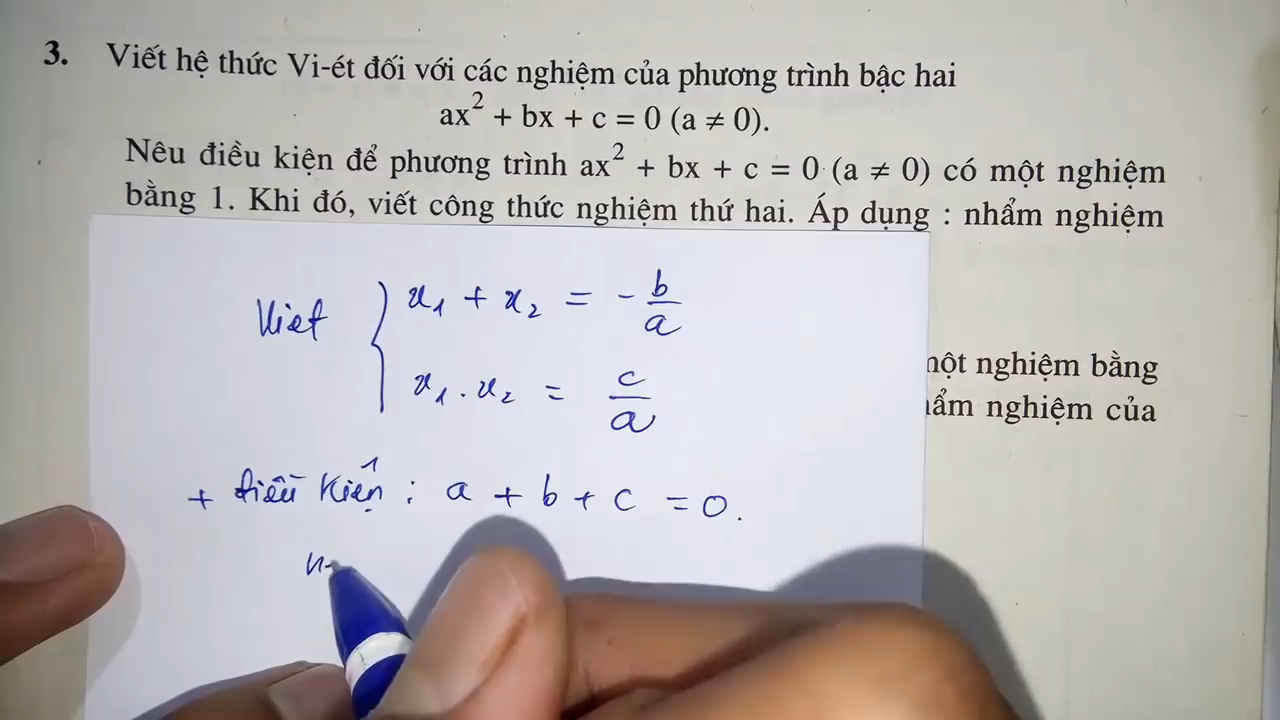 3. Viết hệ thức Vi-ét đối với các nghiệm của phương trình bậc hai
ax² + bx + c = 0 (a ≠ 0).
Nêu điều kiện để phương trình ax² + bx + c = 0 (a ≠ 0) có một nghiệm
bằng 1. Khi đó, viết công thức nghiệm thứ hai. Áp dụng : nhẩm nghiệm
một nghiệm bằng
nhẩm nghiệm của
Viet { x₁ + x₂ = - b/a
x₁ . x₂ = c/a
+ Điều kiện : a + b + c = 0.